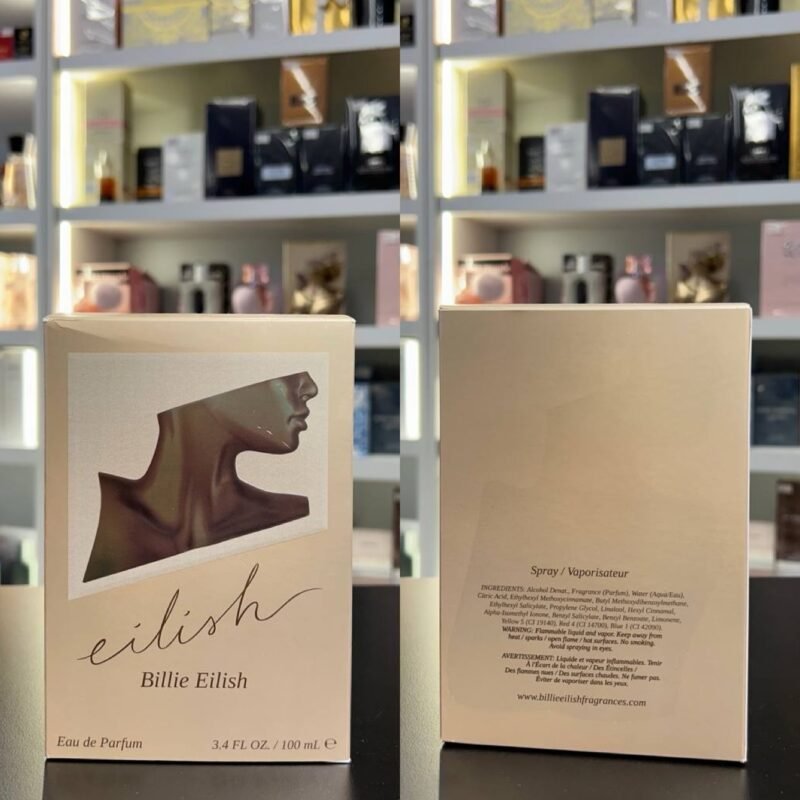 eilish
Billie Eilish
Eau de Parfum
3.4 FL OZ. / 100 mL ℮
Spray / Vaporisateur
INGREDIENTS: Alcohol Denat., Fragrance (Parfum), Water (Aqua/Eau),
Citric Acid, Ethylhexyl Methoxycinnamate, Butyl Methoxydibenzoylmethane,
Ethylhexyl Salicylate, Propylene Glycol, Linalool, Hexyl Cinnamal,
Alpha-Isomethyl Ionone, Benzyl Salicylate, Benzyl Benzoate, Limonene,
Yellow 5 (CI 19140), Red 4 (CI 14700), Blue 1 (CI 42090).
WARNING: Flammable liquid and vapor. Keep away from
heat / sparks / open flame / hot surfaces. No smoking.
Avoid spraying in eyes.
AVERTISSEMENT: Liquide et vapeur inflammables. Tenir
À l'Écart de la chaleur / Des Étincelles /
Des flammes nues / Des surfaces chaudes. Ne fumer pas.
Éviter de vaporiser dans les yeux.
www.billieeilishfragrances.com